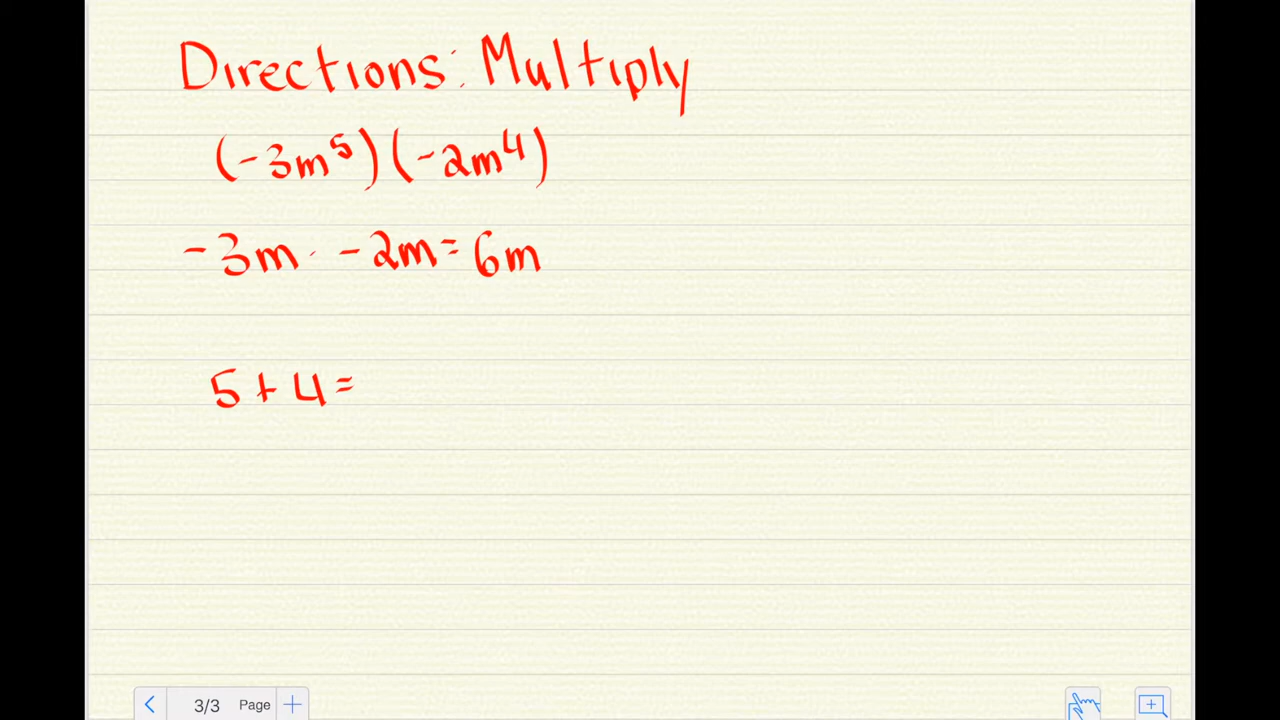 Directions: Multiply
(-3m⁵)(-2m⁴)
-3m · -2m = 6m
5 + 4 =
3/3 Page